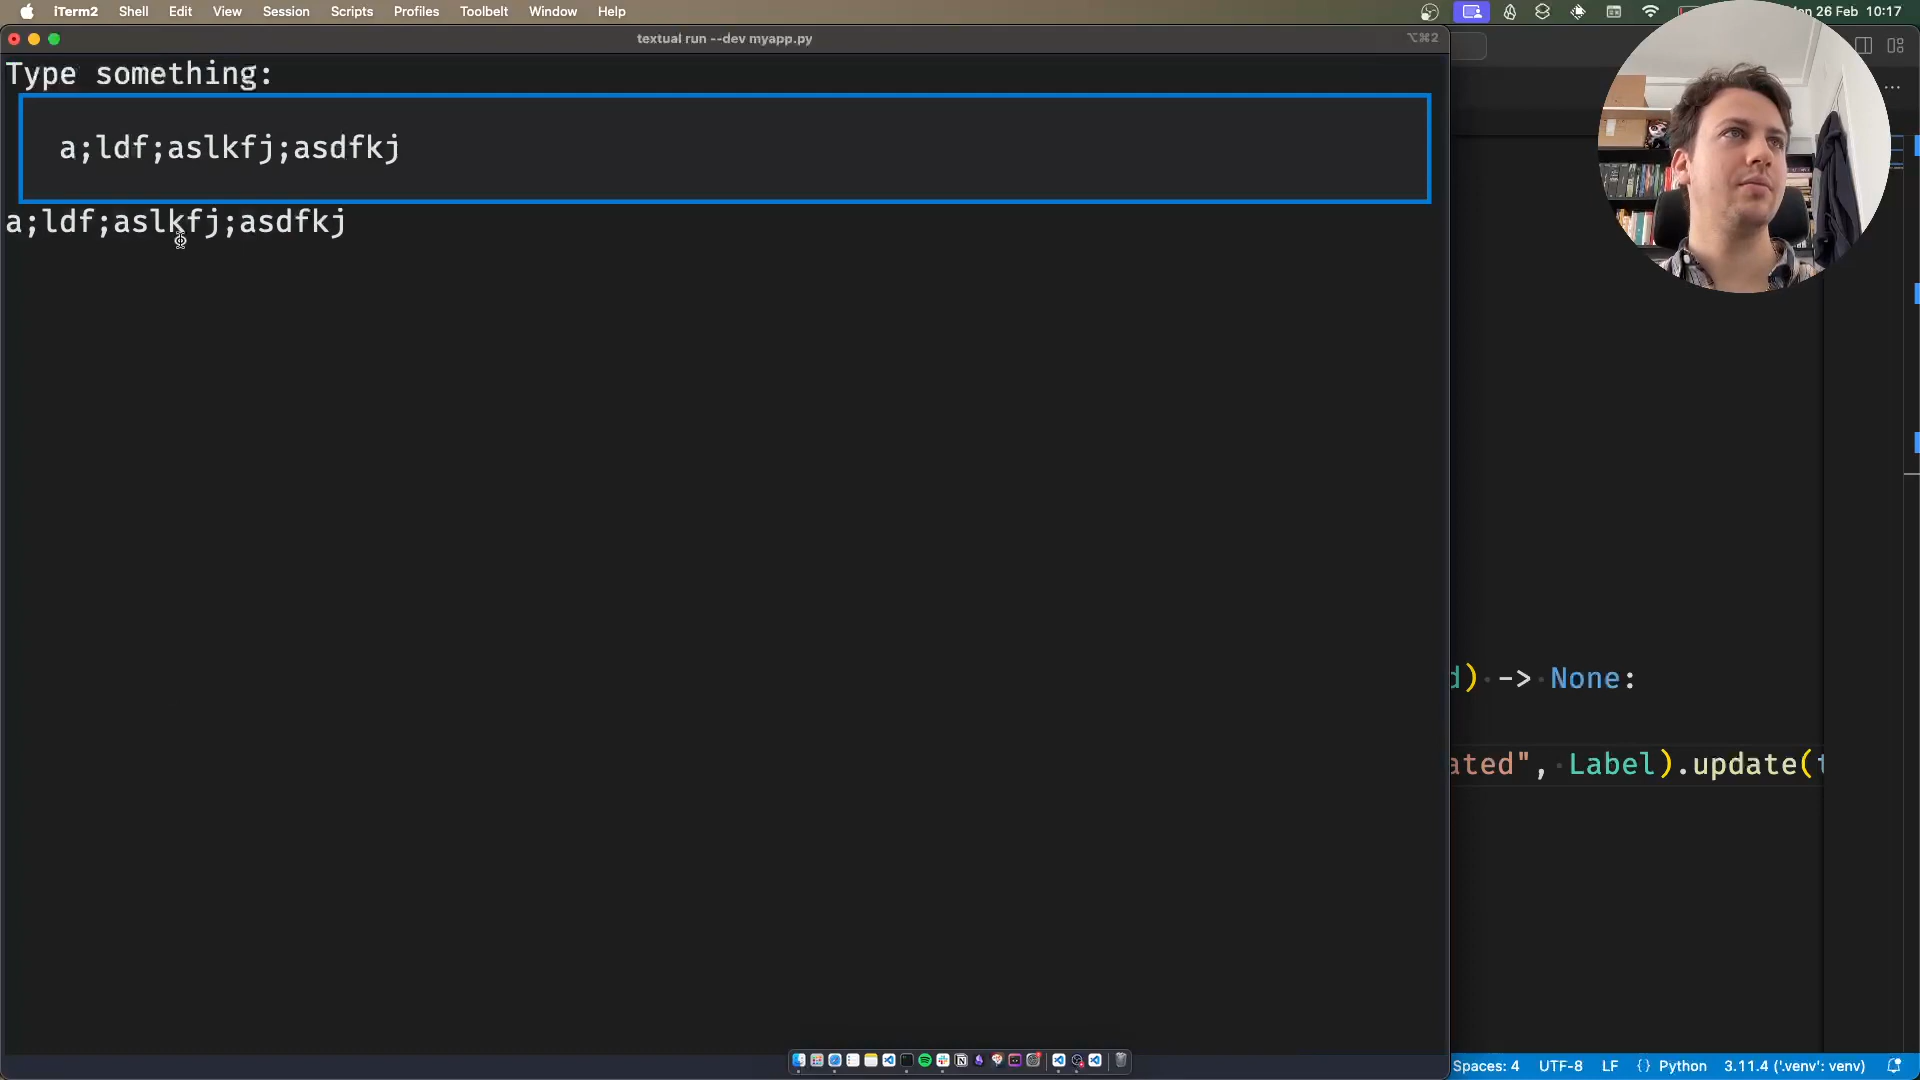 iTerm2 Shell Edit View Session Scripts Profiles Toolbelt Window Help
26 Feb 10:17
textual run --dev myapp.py
⌥⌘2
Type something:
a;ldf;aslkfj;asdfkj
a;ldf;aslkfj;asdfkj
) -> None:
ated", Label).update(
Spaces: 4 UTF-8 LF {} Python 3.11.4 ('.venv': venv)